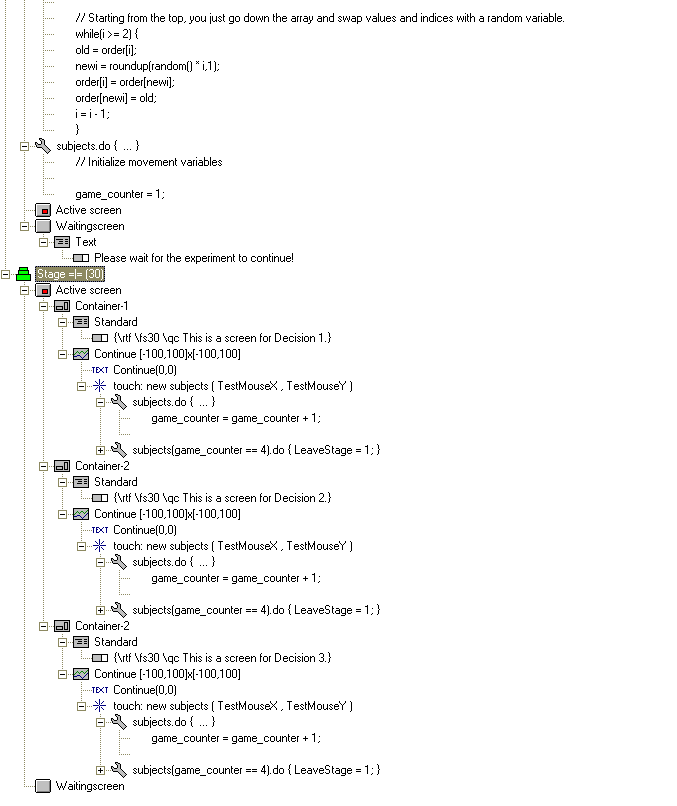 // Starting from the top, you just go down the array and swap values and indices with a random variable.
while(i >= 2) {
old = order[i];
newi = roundup(random() * i,1);
order[i] = order[newi];
order[newi] = old;
i = i - 1;
}
subjects.do { ... }
// Initialize movement variables
game_counter = 1;
Active screen
Waitingscreen
Text
Please wait for the experiment to continue!
Stage =|= (30)
Active screen
Container-1
Standard
{\rtf \fs30 \qc This is a screen for Decision 1.}
Continue [-100,100]x[-100,100]
TEXT Continue(0,0)
touch: new subjects ( TestMouseX , TestMouseY )
subjects.do { ... }
game_counter = game_counter + 1;
subjects(game_counter == 4).do { LeaveStage = 1; }
Container-2
Standard
{\rtf \fs30 \qc This is a screen for Decision 2.}
Continue [-100,100]x[-100,100]
TEXT Continue(0,0)
touch: new subjects ( TestMouseX , TestMouseY )
subjects.do { ... }
game_counter = game_counter + 1;
subjects(game_counter == 4).do { LeaveStage = 1; }
Container-2
Standard
{\rtf \fs30 \qc This is a screen for Decision 3.}
Continue [-100,100]x[-100,100]
TEXT Continue(0,0)
touch: new subjects ( TestMouseX , TestMouseY )
subjects.do { ... }
game_counter = game_counter + 1;
subjects(game_counter == 4).do { LeaveStage = 1; }
Waitingscreen